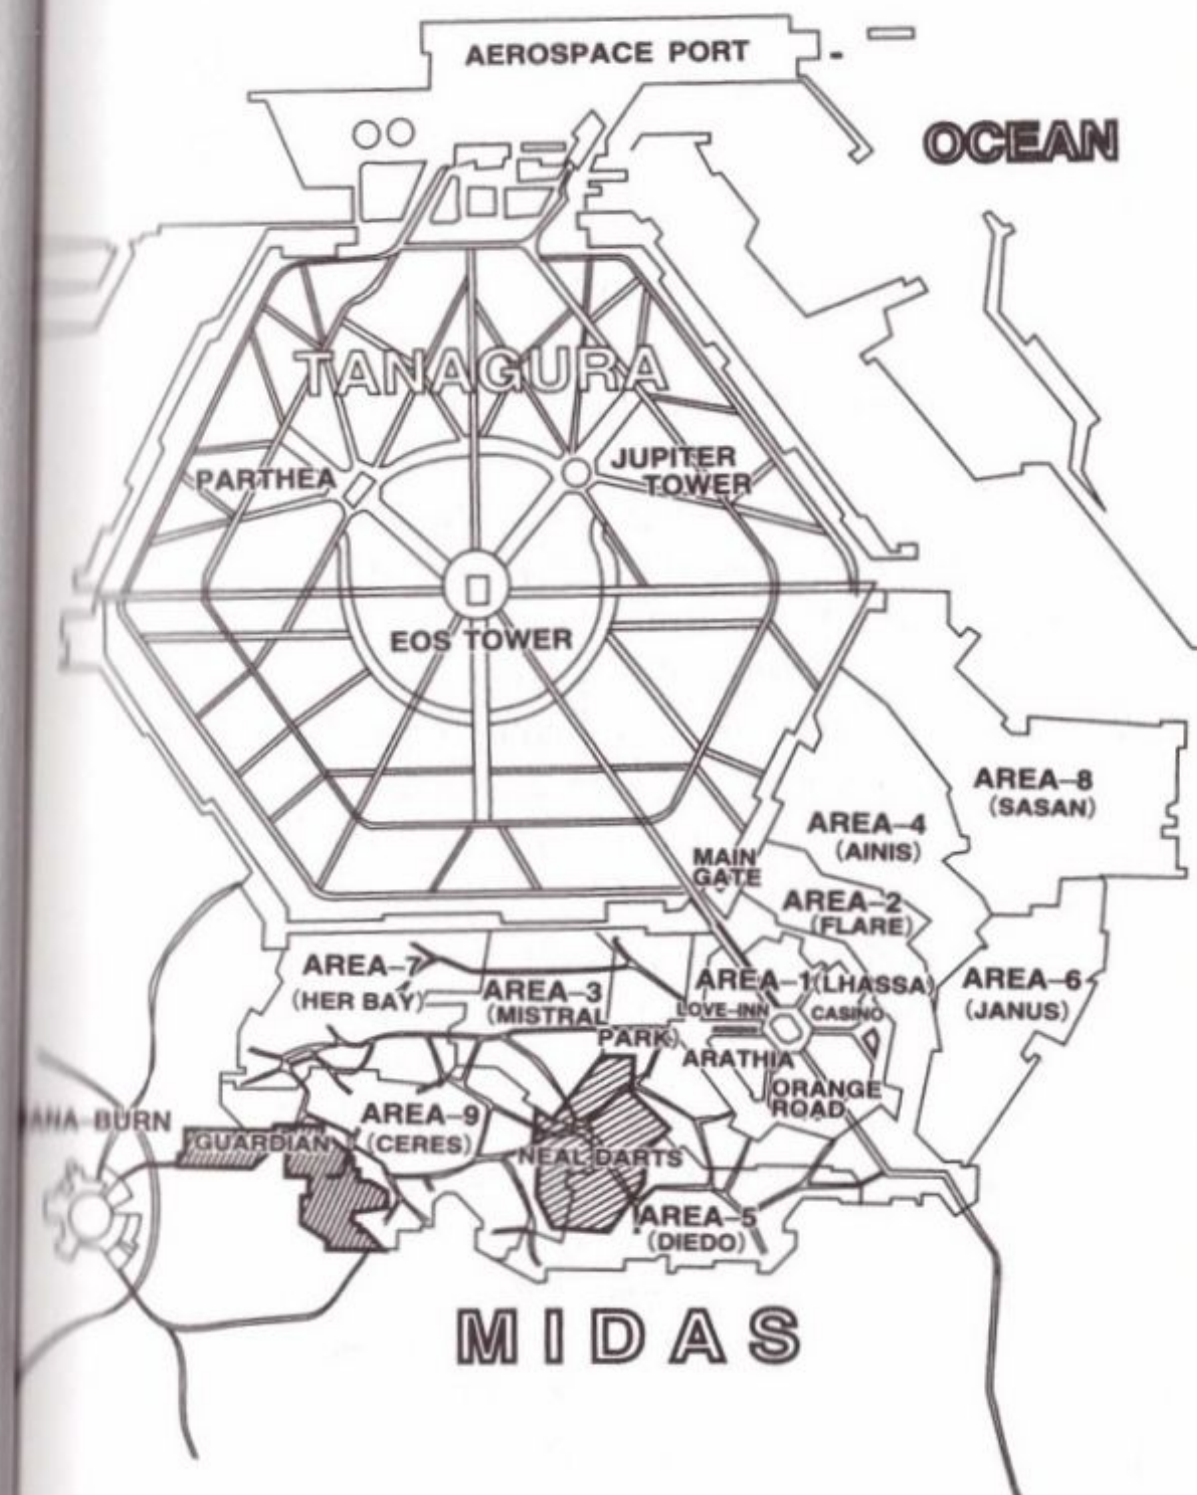 AEROSPACE PORT
OCEAN
TANAGURA
PARTHEA
JUPITER
TOWER
EOS TOWER
AREA–8
(SASAN)
AREA–4
(AINIS)
MAIN
GATE
AREA–2
(FLARE)
AREA–7
(HER BAY)
AREA–3
(MISTRAL
PARK)
AREA–1(LHASSA)
LOVE–INN
CASINO
AREA–6
(JANUS)
ARATHIA
ORANGE
ROAD
AREA–9
(CERES)
BURN
GUARDIAN
NEAL DARTS
AREA–5
(DIEDO)
MIDAS